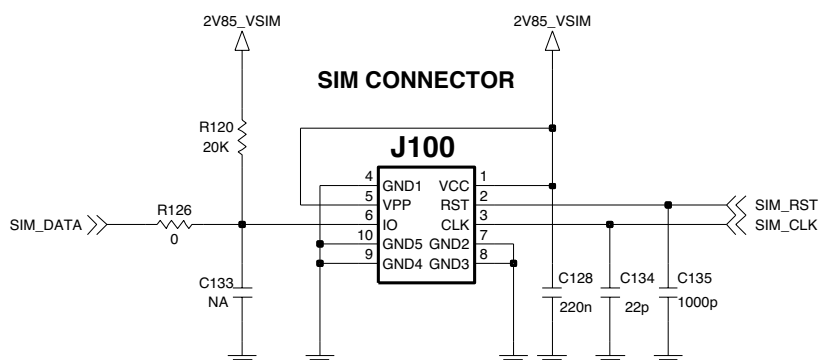 2V85_VSIM
2V85_VSIM
SIM CONNECTOR
R120
20K
J100
4 GND1 VCC 1
5 VPP RST 2
6 IO CLK 3
10 GND5 GND2 7
9 GND4 GND3 8
SIM_DATA
R126
0
SIM_RST
SIM_CLK
C133
NA
C128
220n
C134
22p
C135
1000p